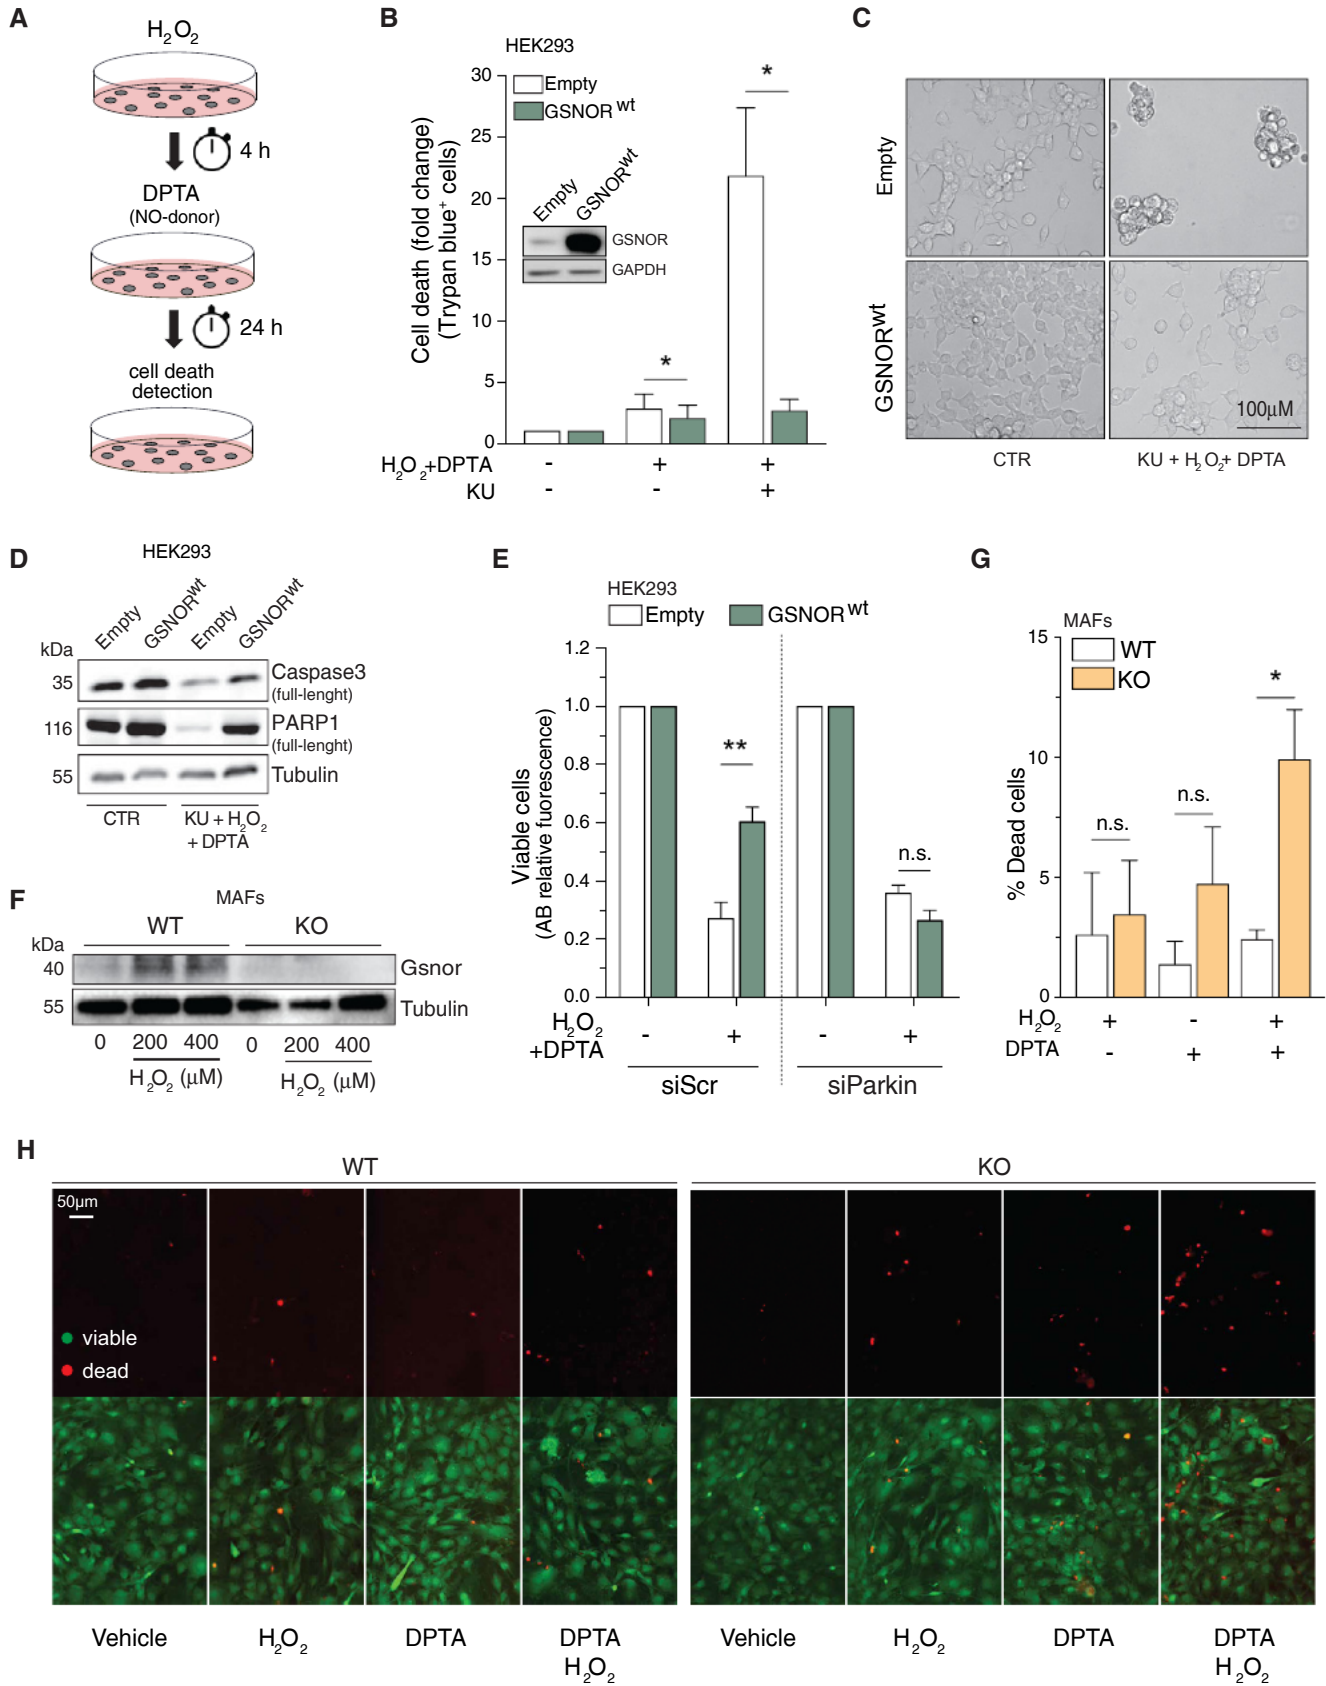 A
H2O2
4 h
DPTA
(NO-donor)
24 h
cell death
detection
B
HEK293
Empty
GSNORwt
Cell death (fold change)
(Trypan blue+ cells)
30
25
20
15
10
5
0
*
*
Empty
GSNORwt
GSNOR
GAPDH
H2O2+DPTA - + +
KU - - +
C
Empty
GSNORwt
100µM
CTR
KU + H2O2+ DPTA
D
HEK293
Empty
GSNORwt
Empty
GSNORwt
kDa
35
Caspase3
(full-lenght)
116
PARP1
(full-lenght)
55
Tubulin
CTR
KU + H2O2
+ DPTA
E
HEK293
Empty
GSNORwt
Viable cells
(AB relative fuorescence)
1.2
1.0
0.8
0.6
0.4
0.2
0.0
**
n.s.
H2O2
+DPTA
- + - +
siScr
siParkin
F
MAFs
WT
KO
kDa
40
Gsnor
55
Tubulin
0 200 400 0 200 400
H2O2 (µM)
H2O2 (µM)
G
MAFs
WT
KO
% Dead cells
15
10
5
0
n.s.
n.s.
*
H2O2 + - +
DPTA - + +
H
WT
KO
50µm
viable
dead
Vehicle
H2O2
DPTA
DPTA
H2O2
Vehicle
H2O2
DPTA
DPTA
H2O2